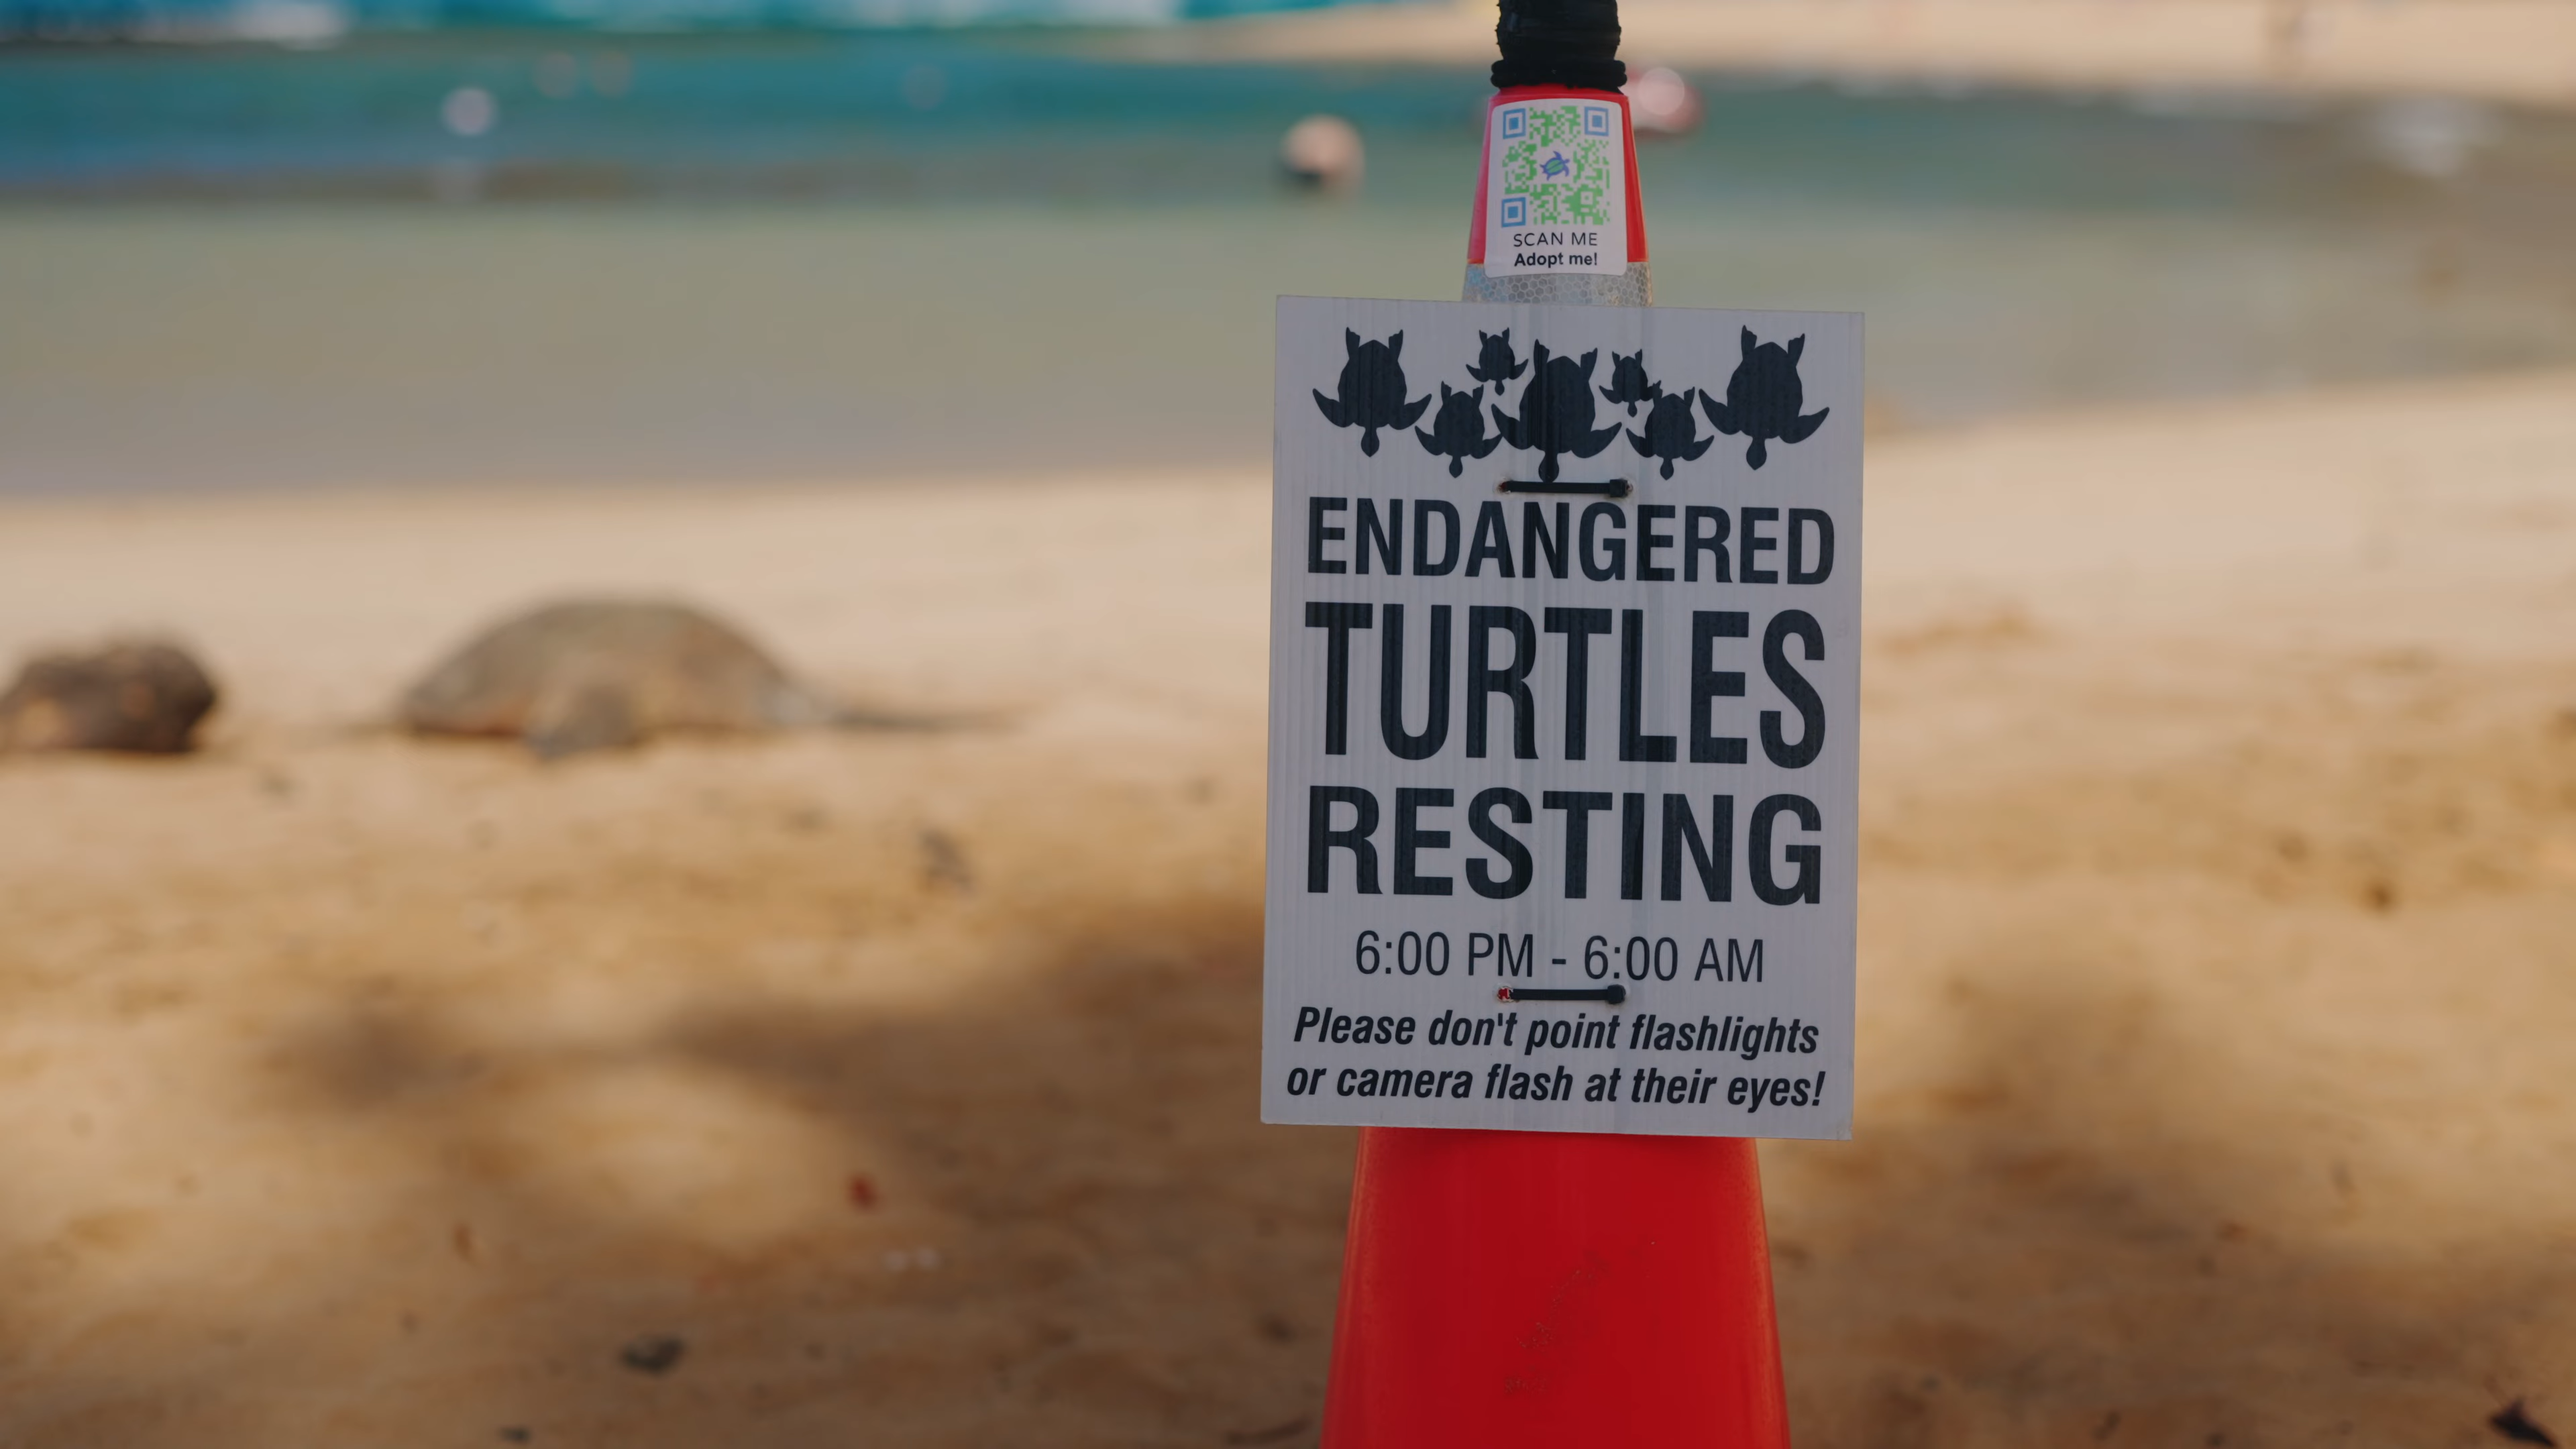 SCAN ME
Adopt me!
ENDANGERED
TURTLES
RESTING
6:00 PM - 6:00 AM
Please don't point flashlights
or camera flash at their eyes!